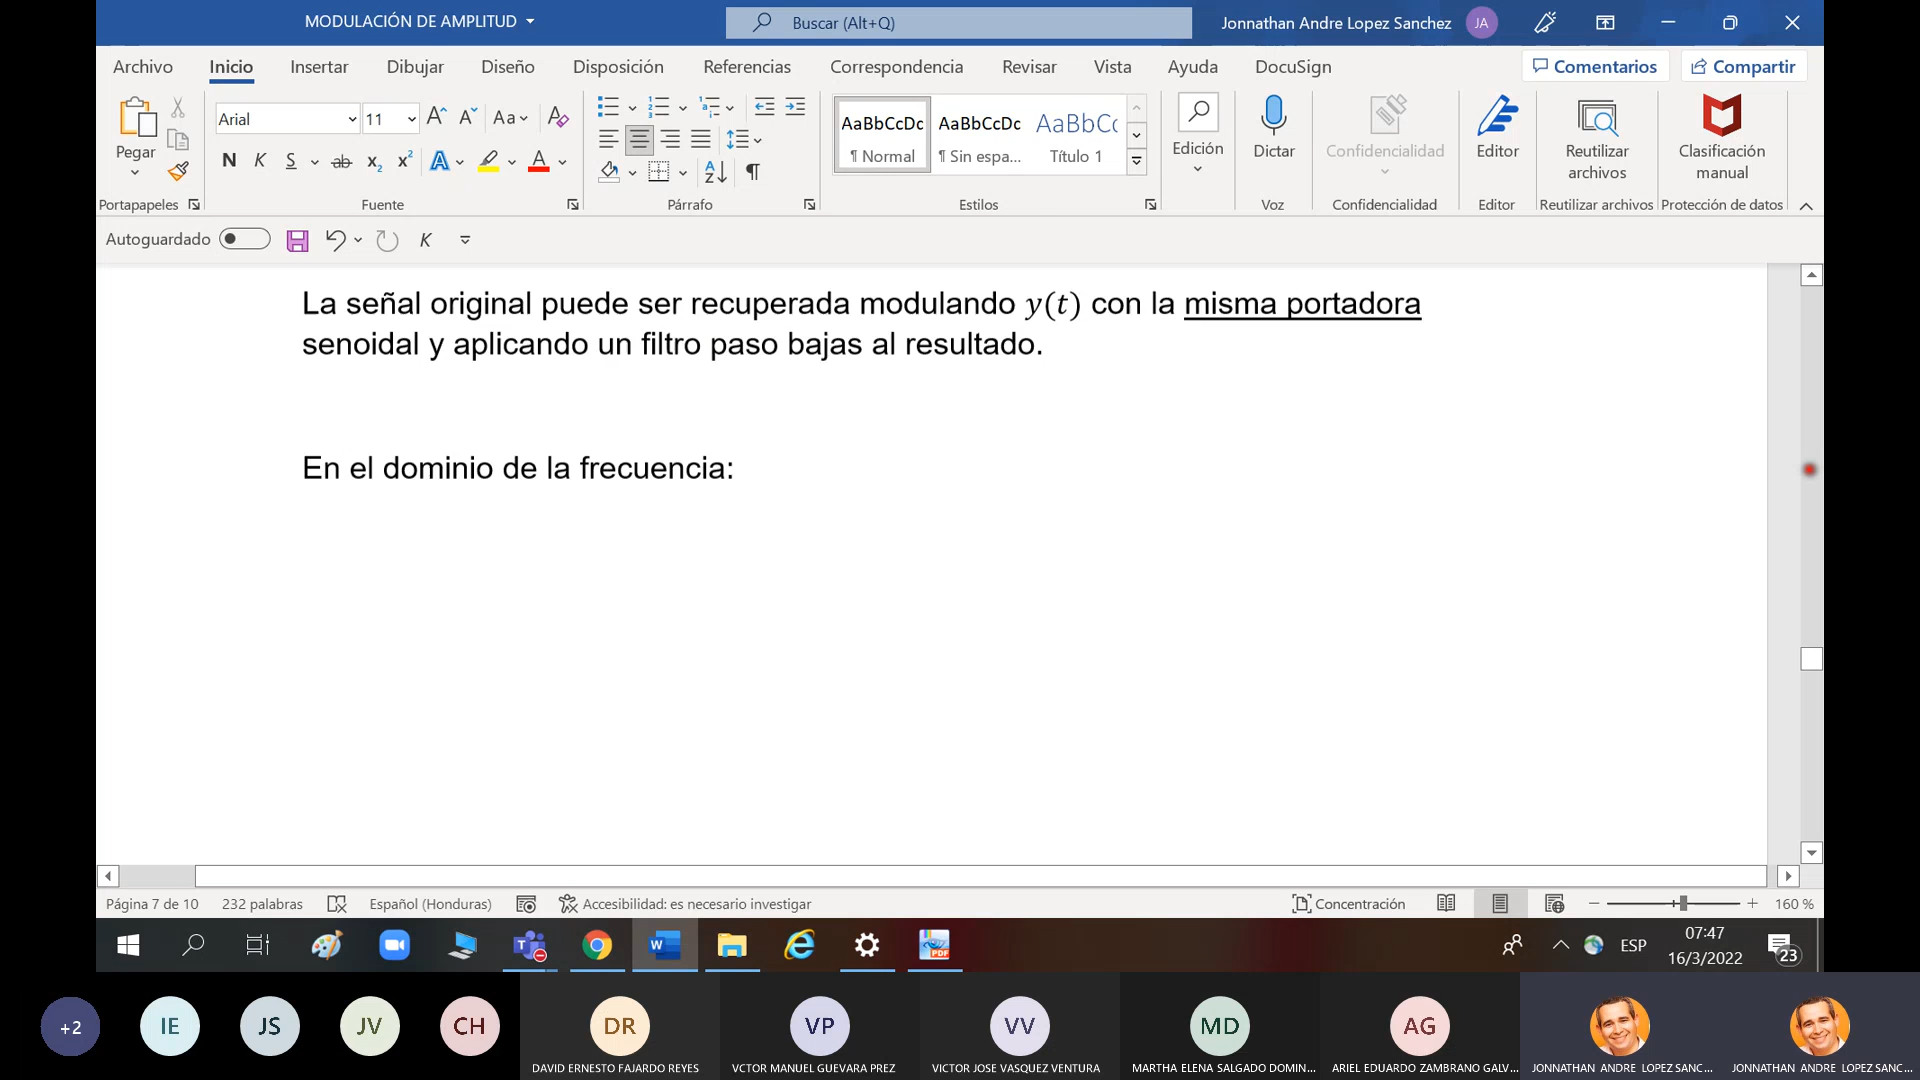 MODULACIÓN DE AMPLITUD
Buscar (Alt+Q)
Jonnathan Andre Lopez Sanchez
JA
Archivo Inicio Insertar Dibujar Diseño Disposición Referencias Correspondencia Revisar Vista Ayuda DocuSign
Comentarios Compartir
Pegar
Arial 11
N K S ab x₂ x² A A
AaBbCcDc AaBbCcDc AaBbCc
¶ Normal ¶ Sin espa... Título 1
Edición
Dictar
Confidencialidad
Editor
Reutilizar
archivos
Clasificación
manual
Portapapeles Fuente Párrafo Estilos Voz Confidencialidad Editor Reutilizar archivos Protección de datos
Autoguardado K
La señal original puede ser recuperada modulando y(t) con la misma portadora
senoidal y aplicando un filtro paso bajas al resultado.
En el dominio de la frecuencia:
Página 7 de 10 232 palabras Español (Honduras) Accesibilidad: es necesario investigar Concentración 160 %
ESP
07:47
16/3/2022
23
+2 IE JS JV CH DR VP VV MD AG
DAVID ERNESTO FAJARDO REYES VCTOR MANUEL GUEVARA PREZ VICTOR JOSE VASQUEZ VENTURA MARTHA ELENA SALGADO DOMIN... ARIEL EDUARDO ZAMBRANO GALV... JONNATHAN ANDRE LOPEZ SANC... JONNATHAN ANDRE LOPEZ SANC...